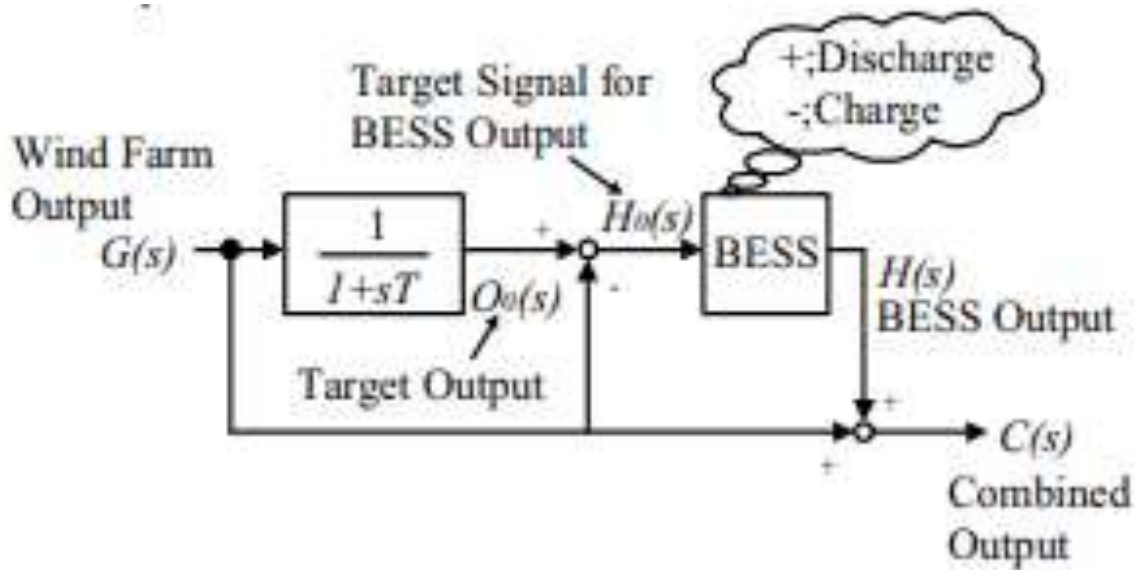 +;Discharge
-;Charge
Target Signal for
BESS Output
Wind Farm
Output
G(s)
1
1+sT
+
-
H0(s)
BESS
O0(s)
H(s)
BESS Output
Target Output
+
+
C(s)
Combined
Output